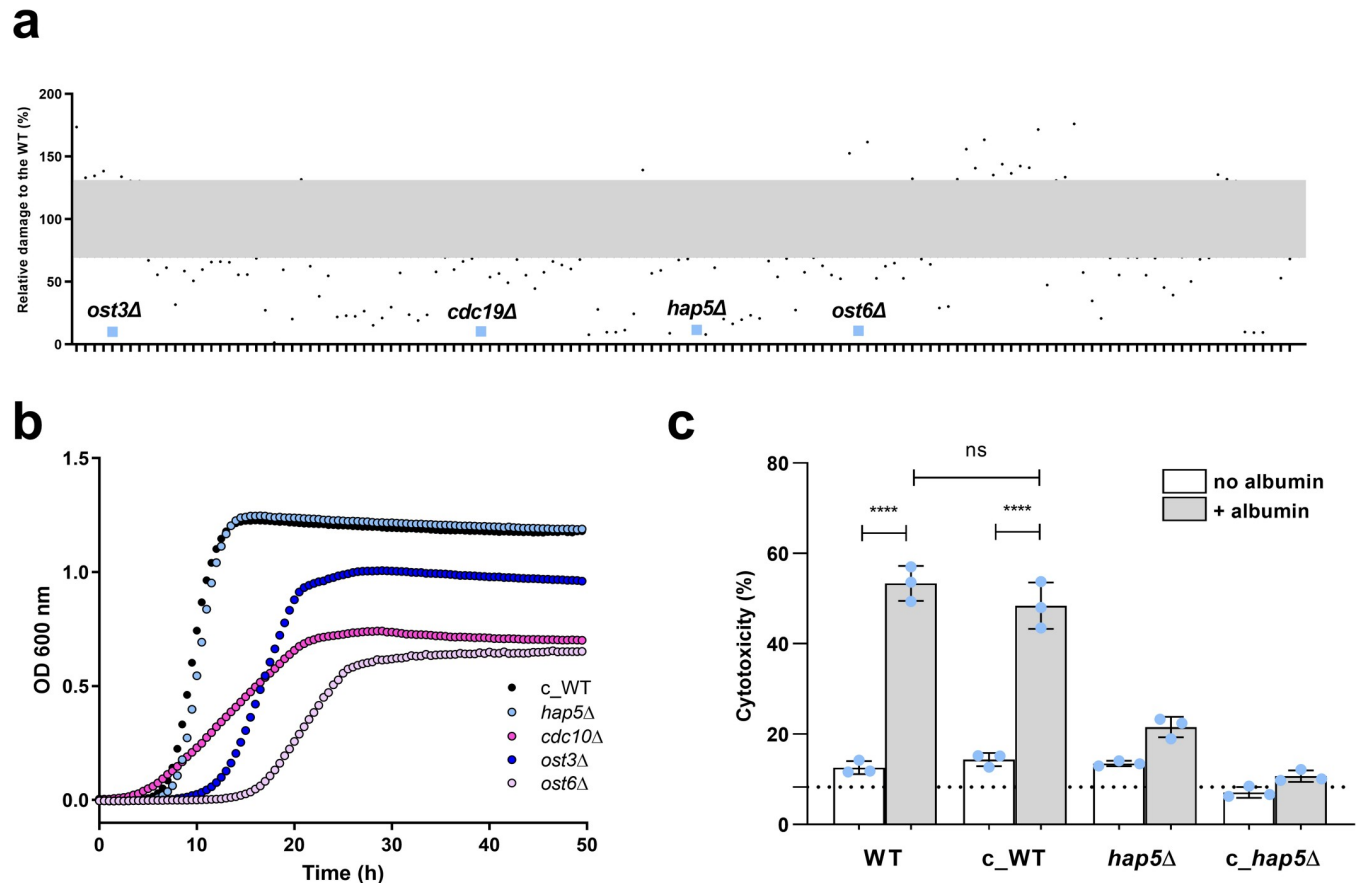 a
Relative damage to the WT (%)
200
150
100
50
0
ost3Δ
cdc19Δ
hap5Δ
ost6Δ
b
OD 600 nm
1.5
1.0
0.5
0.0
0 10 20 30 40 50
Time (h)
c_WT
hap5Δ
cdc10Δ
ost3Δ
ost6Δ
c
Cytotoxicity (%)
80
60
40
20
0
ns
**** ****
no albumin
+ albumin
WT c_WT hap5Δ c_hap5Δ